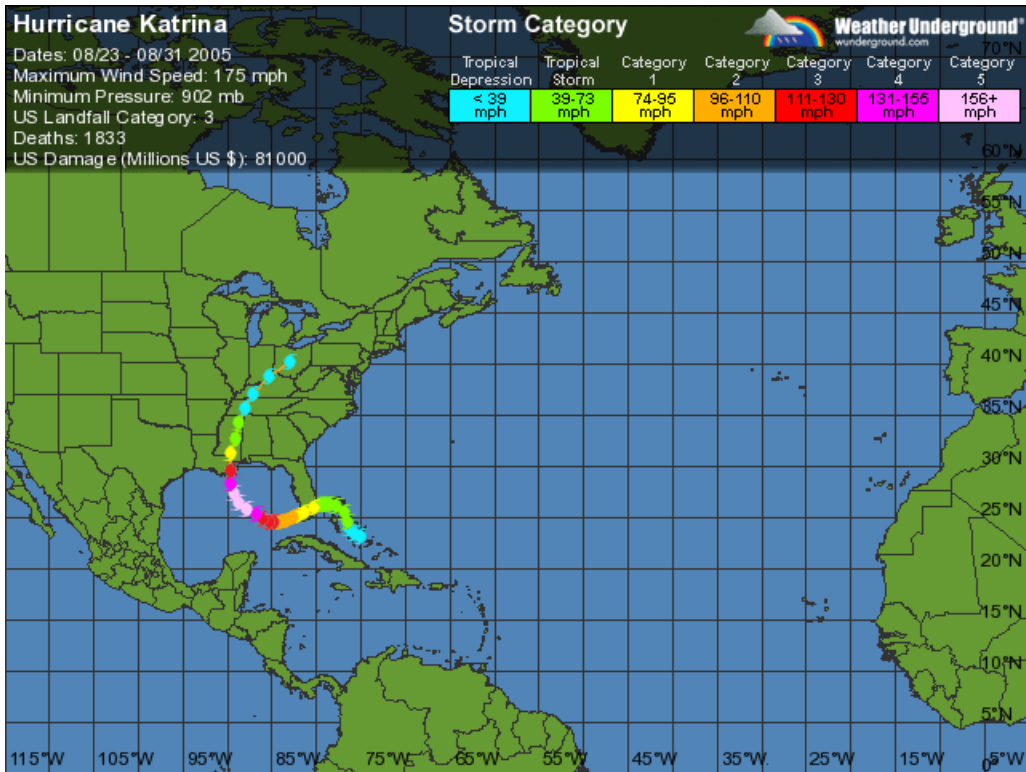 Hurricane Katrina
Dates: 08/23 - 08/31 2005
Maximum Wind Speed: 175 mph
Minimum Pressure: 902 mb
US Landfall Category: 3
Deaths: 1833
US Damage (Millions US $): 81000
Storm Category
Weather Underground®
wunderground.com
Tropical Depression
Tropical Storm
Category 1
Category 2
Category 3
Category 4
Category 5
< 39 mph
39-73 mph
74-95 mph
96-110 mph
111-130 mph
131-155 mph
156+ mph
70°N
60°N
55°N
50°N
45°N
40°N
35°N
30°N
25°N
20°N
15°N
10°N
5°N
0°
115°W 105°W 95°W 85°W 75°W 65°W 55°W 45°W 35°W 25°W 15°W 5°W